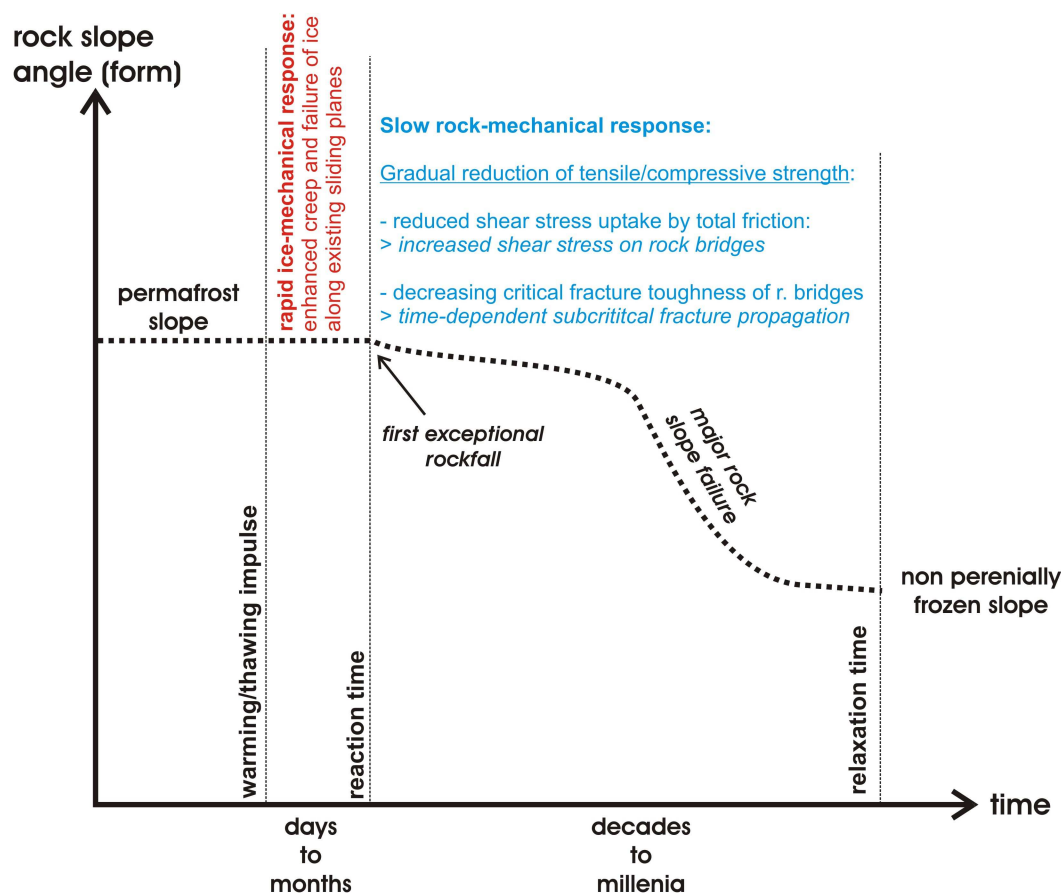 rock slope
angle (form)
rapid ice-mechanical response:
enhanced creep and failure of ice
along existing sliding planes
Slow rock-mechanical response:
Gradual reduction of tensile/compressive strength:
- reduced shear stress uptake by total friction:
> increased shear stress on rock bridges
- decreasing critical fracture toughness of r. bridges
> time-dependent subcritital fracture propagation
permafrost
slope
first exceptional
rockfall
major rock
slope failure
non perenially
frozen slope
warming/thawing impulse
reaction time
relaxation time
time
days
to
months
decades
to
millenia